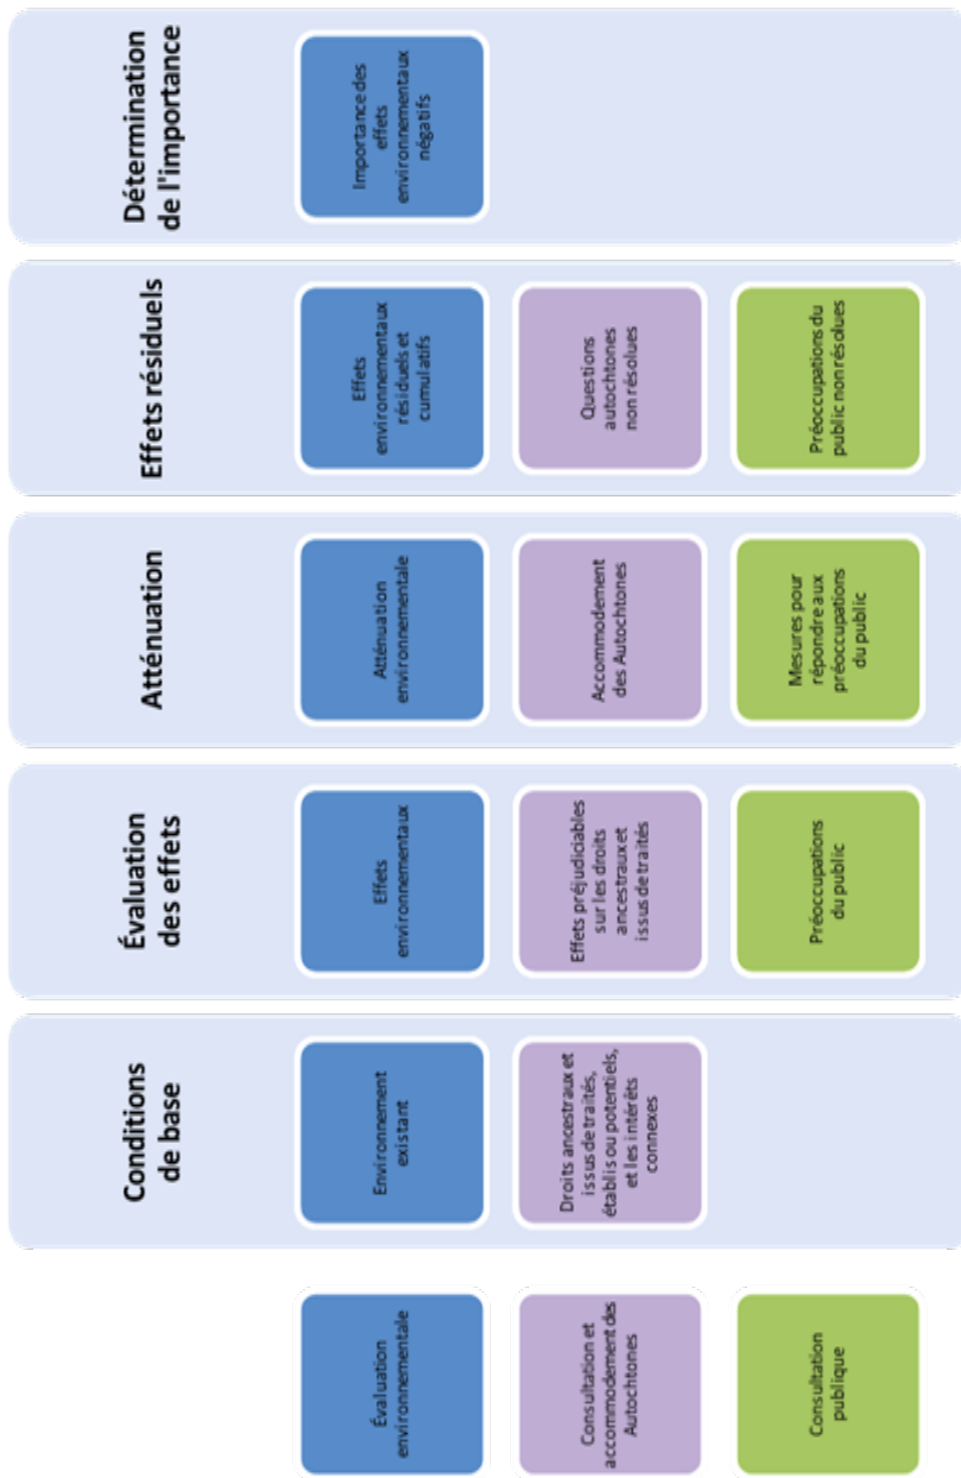 Conditions
de base
Évaluation
des effets
Atténuation
Effets résiduels
Détermination
de l'importance
Évaluation
environnementale
Environnement
existant
Effets
environnementaux
Atténuation
environnementale
Effets
environnementaux
résiduels et
cumulatifs
Importance des
effets
environnementaux
négatifs
Consultation et
accommodement des
Autochtones
Droits ancestraux et
issus de traités,
établis ou potentiels,
et les intérêts
connexes
Effets préjudiciables
sur les droits
ancestraux et
issus de traités
Accommodement
des Autochtones
Questions
autochtones
non résolues
Consultation
publique
Préoccupations
du public
Mesures pour
répondre aux
préoccupations
du public
Préoccupations du
public non résolues